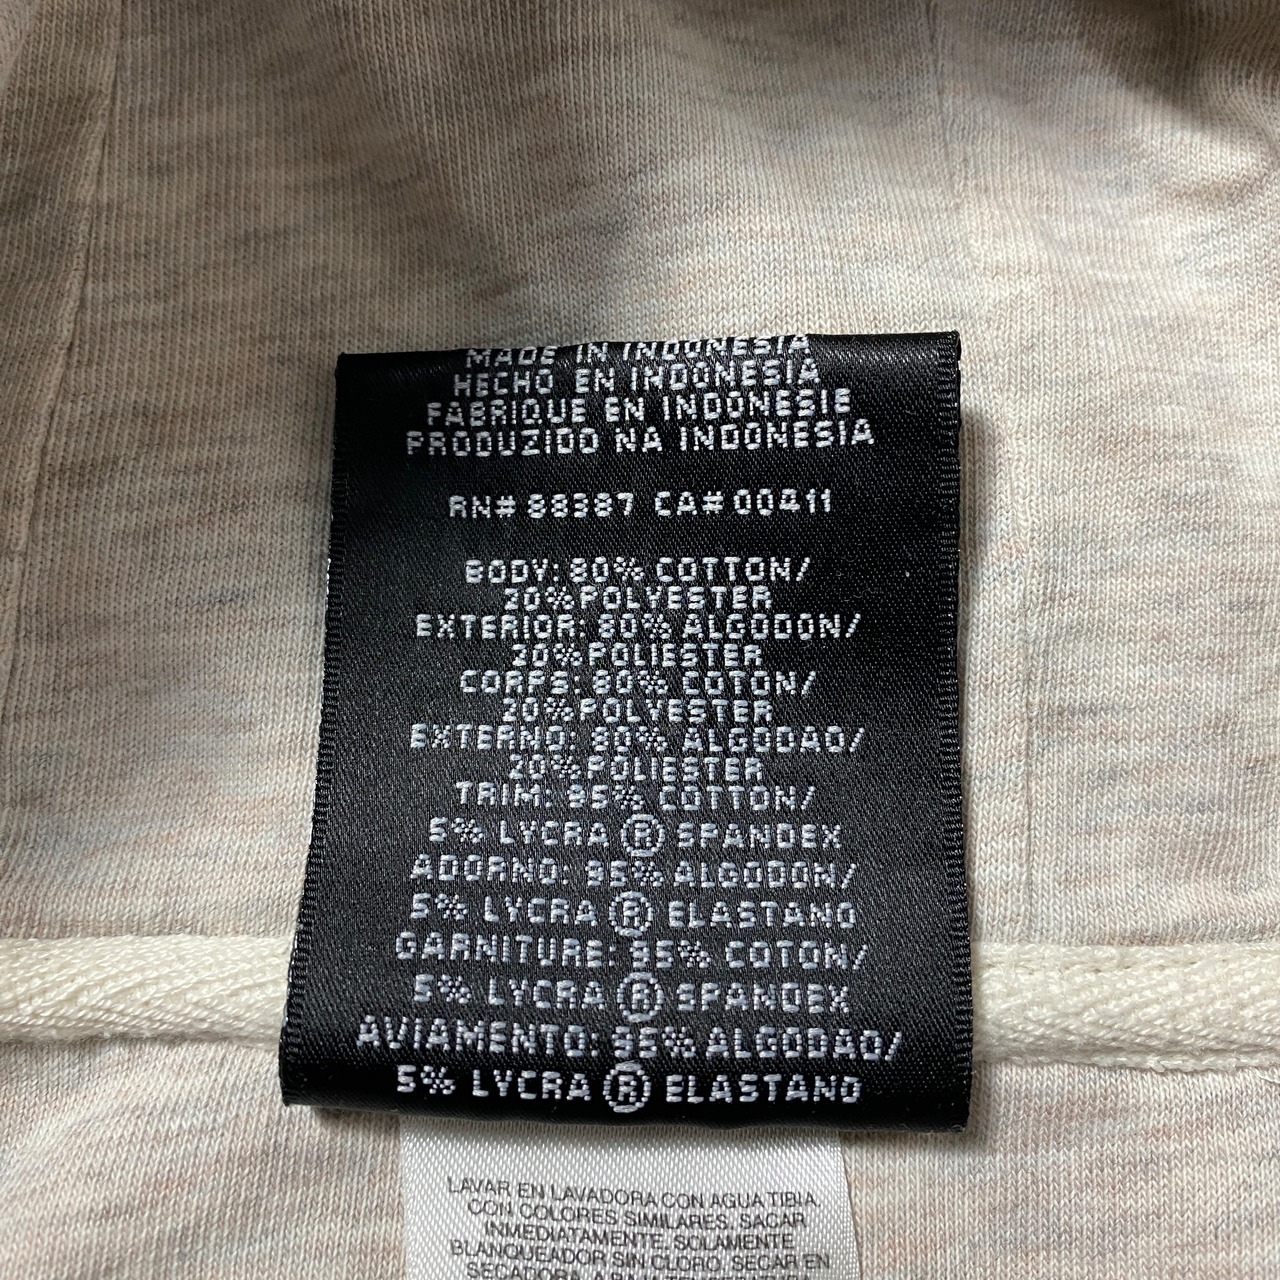 MADE IN INDONESIA
HECHO EN INDONESIA
FABRIQUE EN INDONESIE
PRODUZIDO NA INDONESIA
RN# 88387 CA# 00411
BODY: 80% COTTON/
20% POLYESTER
EXTERIOR: 80% ALGODON/
20% POLIESTER
CORPS: 80% COTON/
20% POLYESTER
EXTERNO: 80% ALGODAO/
20% POLIESTER
TRIM: 95% COTTON/
5% LYCRA ® SPANDEX
ADORNO: 95% ALGODON/
5% LYCRA ® ELASTANO
GARNITURE: 95% COTON/
5% LYCRA ® SPANDEX
AVIAMENTO: 95% ALGODAO/
5% LYCRA ® ELASTANO
LAVAR EN LAVADORA CON AGUA TIBIA,
CON COLORES SIMILARES, SACAR
INMEDIATAMENTE, SOLAMENTE
BLANQUEADOR SIN CLORO, SECAR EN
SECADORA A BAJA TEMPERATURA